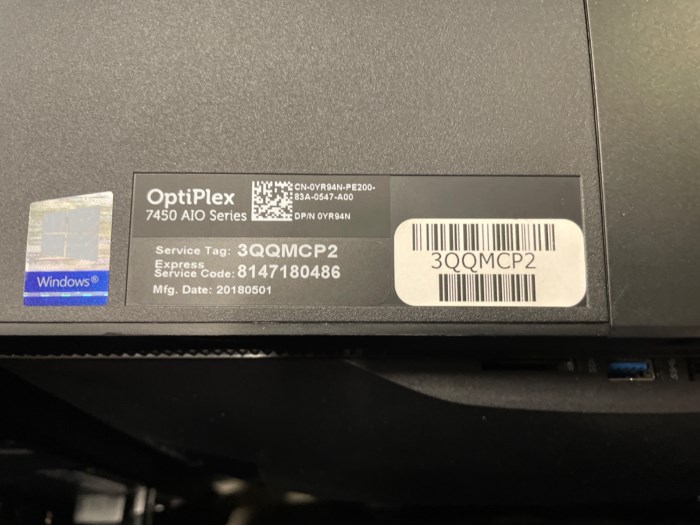 OptiPlex
7450 AIO Series
CN-0YR94N-PE200-
83A-0547-A00
DP/N 0YR94N
Service Tag: 3QQMCP2
Express
Service Code: 8147180486
Mfg. Date: 20180501
3QQMCP2
Windows®